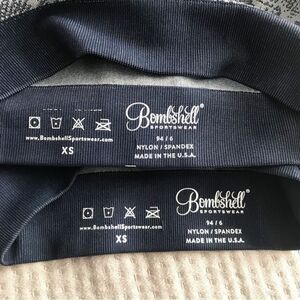 Bombshell®
SPORTSWEAR
94 / 6
NYLON / SPANDEX
MADE IN THE U.S.A.
www.BombshellSportswear.com
XS
Bombshell®
SPORTSWEAR
94 / 6
NYLON / SPANDEX
MADE IN THE U.S.A.
www.BombshellSportswear.com
XS